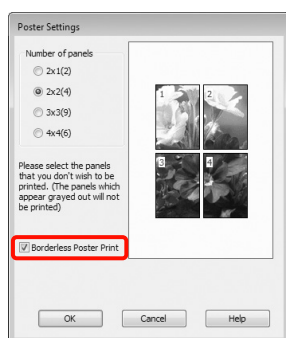 Poster Settings
Number of panels
2x1(2)
2x2(4)
3x3(9)
4x4(6)
1
2
3
4
Please select the panels
that you don't wish to be
printed. (The panels which
appear grayed out will not
be printed)
Borderless Poster Print
OK
Cancel
Help